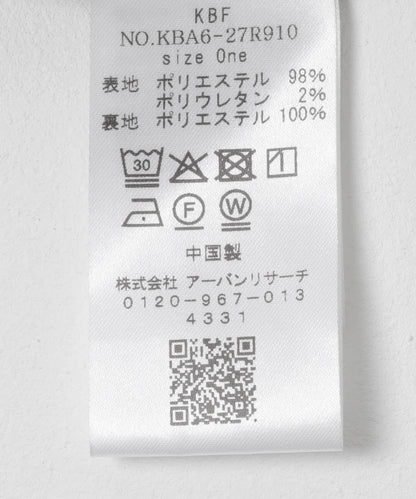 KBF
NO.KBA6-27R910
size One
表地 ポリエステル 98%
ポリウレタン 2%
裏地 ポリエステル 100%
30
F W
中国製
株式会社 アーバンリサーチ
0120-967-013
4331